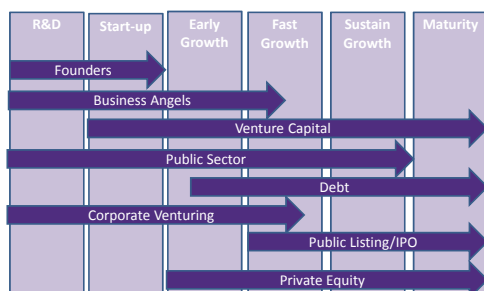 R&D
Start-up
Early
Growth
Fast
Growth
Sustain
Growth
Maturity
Founders
Business Angels
Venture Capital
Public Sector
Debt
Corporate Venturing
Public Listing/IPO
Private Equity